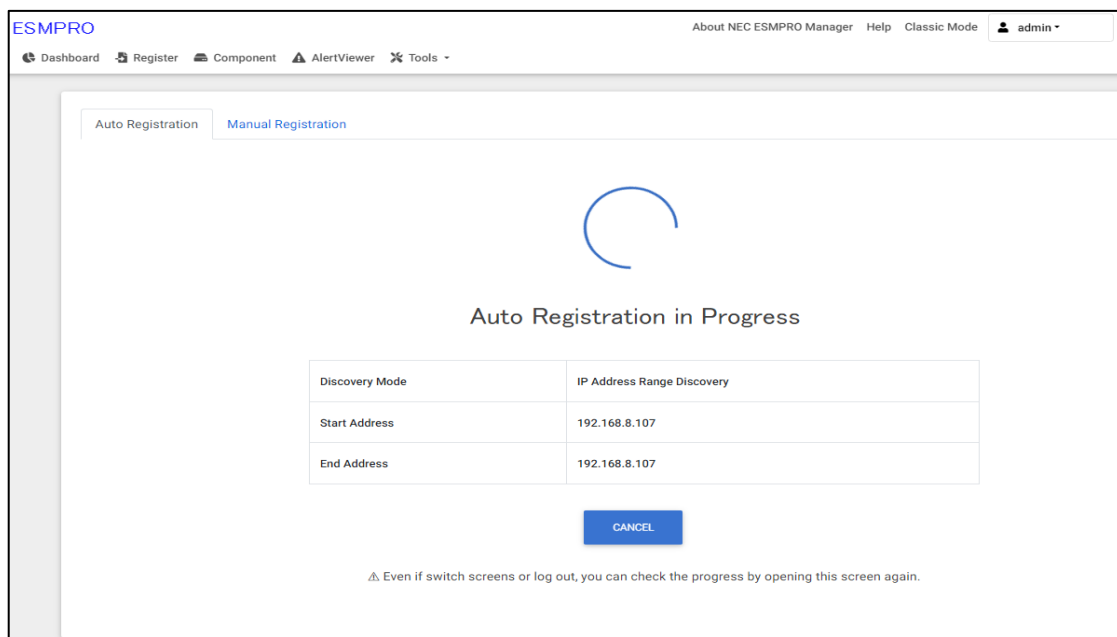 ESMPRO
About NEC ESMPRO Manager Help Classic Mode admin
Dashboard Register Component AlertViewer Tools
Auto Registration Manual Registration
Auto Registration in Progress
Discovery Mode IP Address Range Discovery
Start Address 192.168.8.107
End Address 192.168.8.107
CANCEL
⚠ Even if switch screens or log out, you can check the progress by opening this screen again.